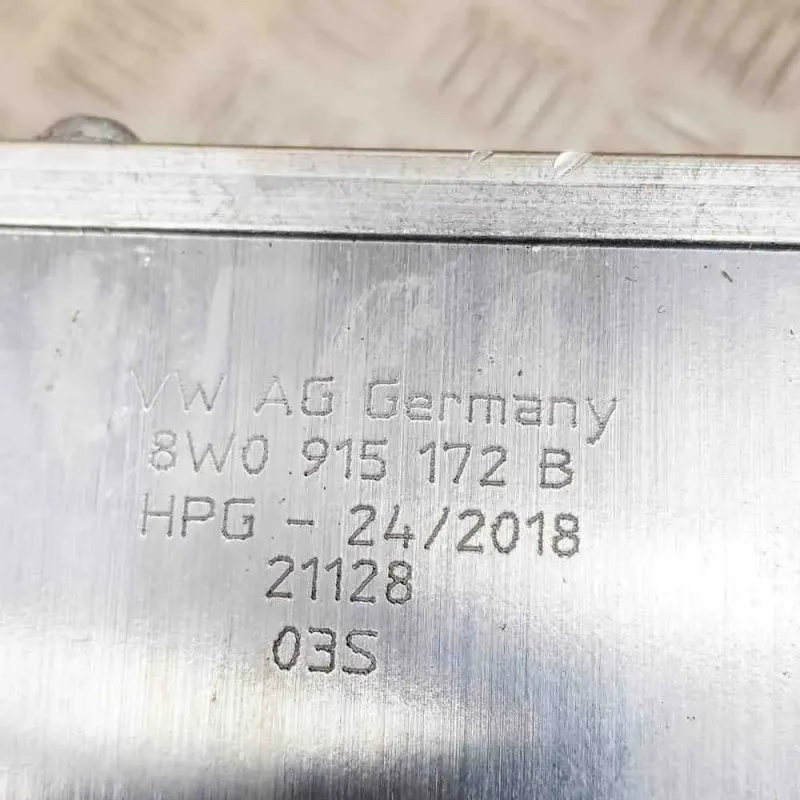 VW AG Germany
8W0 915 172 B
HPG - 24/2018
21128
03S